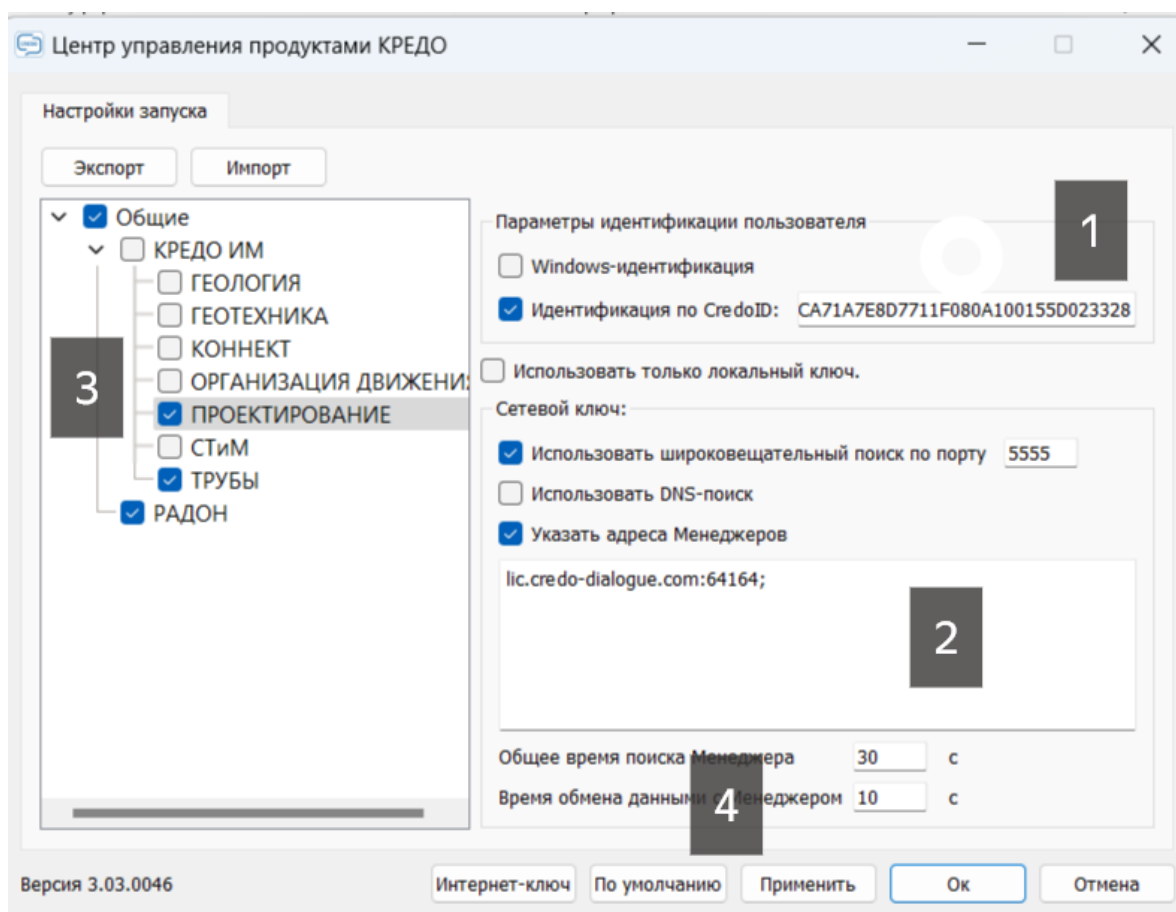 Центр управления продуктами КРЕДО
Настройки запуска
Экспорт Импорт
Общие
КРЕДО ИМ
ГЕОЛОГИЯ
ГЕОТЕХНИКА
КОННЕКТ
ОРГАНИЗАЦИЯ ДВИЖЕНИ
ПРОЕКТИРОВАНИЕ
СТиМ
ТРУБЫ
РАДОН
3
Параметры идентификации пользователя
1
Windows-идентификация
Идентификация по CredoID: CA71A7E8D7711F080A100155D023328
Использовать только локальный ключ.
Сетевой ключ:
Использовать широковещательный поиск по порту 5555
Использовать DNS-поиск
Указать адреса Менеджеров
lic.credo-dialogue.com:64164;
2
Общее время поиска Менеджера 30 с
Время обмена данными с Менеджером 10 с
4
Версия 3.03.0046
Интернет-ключ По умолчанию Применить Ок Отмена